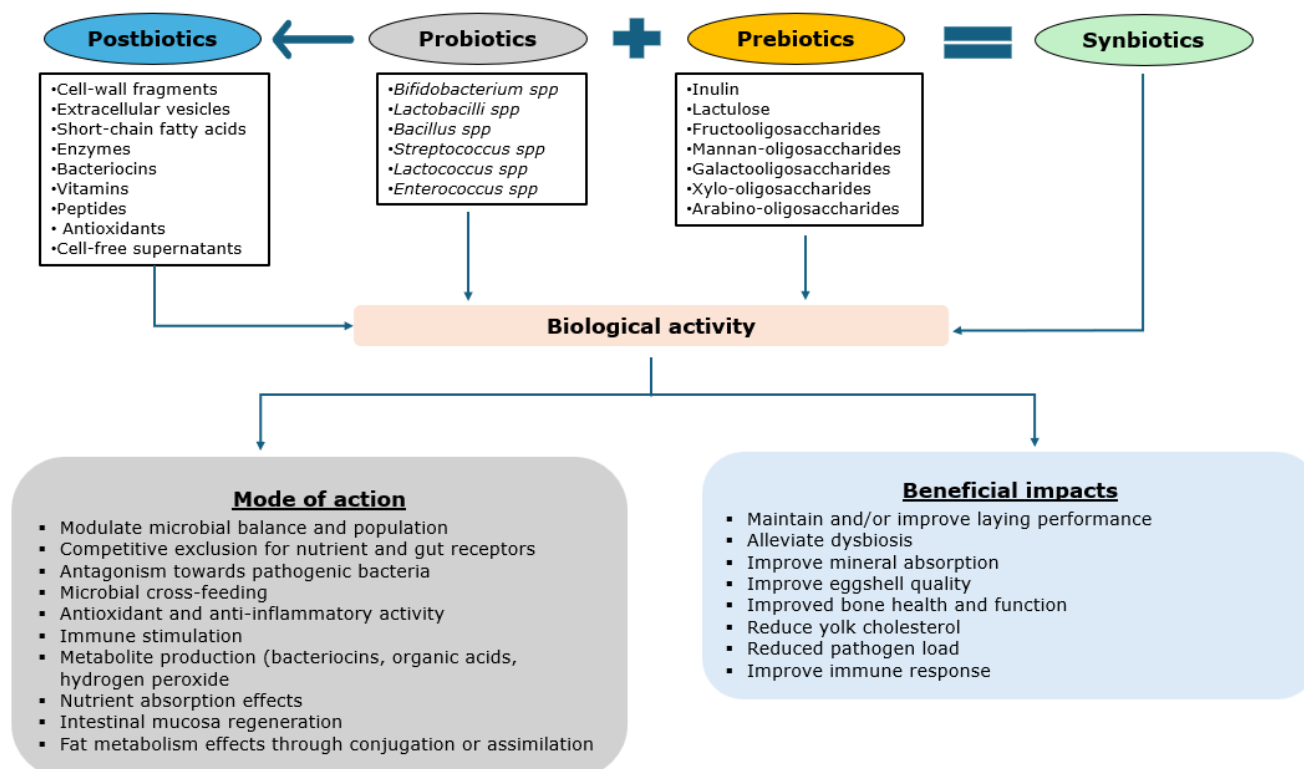 Postbiotics
Probiotics
Prebiotics
Synbiotics
•Cell-wall fragments
•Extracellular vesicles
•Short-chain fatty acids
•Enzymes
•Bacteriocins
•Vitamins
•Peptides
• Antioxidants
•Cell-free supernatants
•Bifidobacterium spp
•Lactobacilli spp
•Bacillus spp
•Streptococcus spp
•Lactococcus spp
•Enterococcus spp
•Inulin
•Lactulose
•Fructooligosaccharides
•Mannan-oligosaccharides
•Galactooligosaccharides
•Xylo-oligosaccharides
•Arabino-oligosaccharides
Biological activity
Mode of action
▪ Modulate microbial balance and population
▪ Competitive exclusion for nutrient and gut receptors
▪ Antagonism towards pathogenic bacteria
▪ Microbial cross-feeding
▪ Antioxidant and anti-inflammatory activity
▪ Immune stimulation
▪ Metabolite production (bacteriocins, organic acids,
hydrogen peroxide
▪ Nutrient absorption effects
▪ Intestinal mucosa regeneration
▪ Fat metabolism effects through conjugation or assimilation
Beneficial impacts
▪ Maintain and/or improve laying performance
▪ Alleviate dysbiosis
▪ Improve mineral absorption
▪ Improve eggshell quality
▪ Improved bone health and function
▪ Reduce yolk cholesterol
▪ Reduced pathogen load
▪ Improve immune response